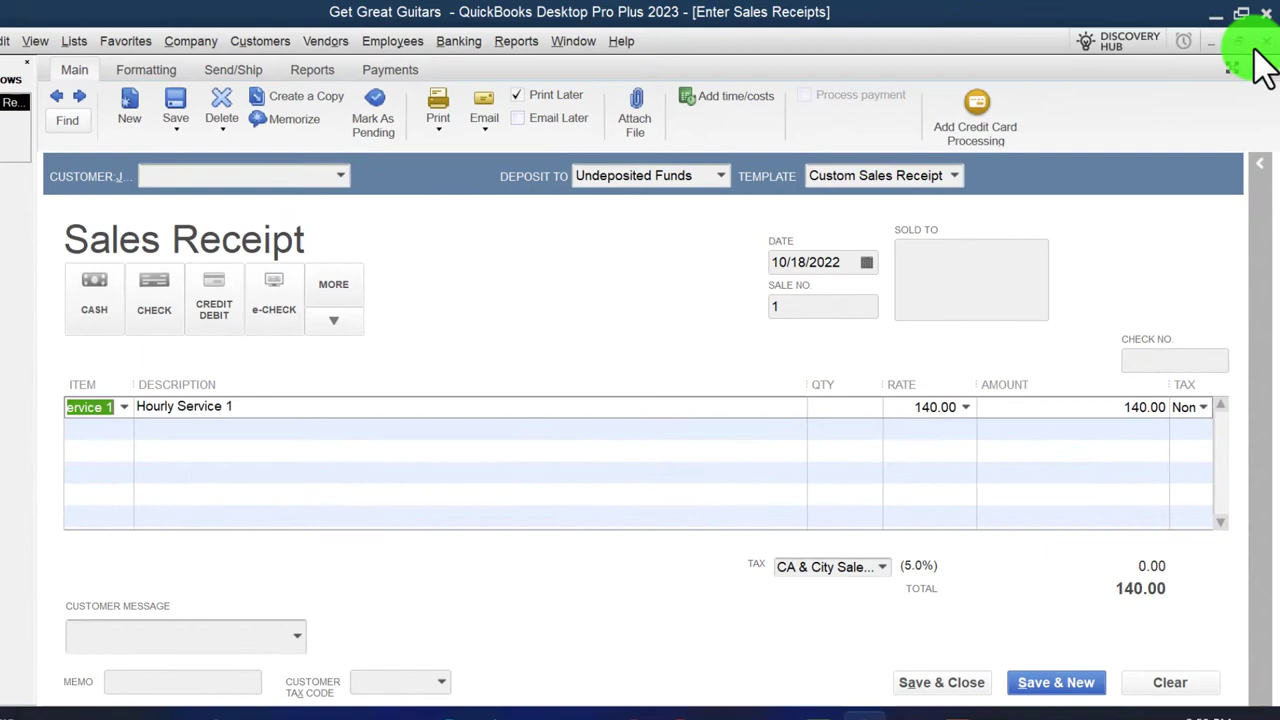 Get Great Guitars - QuickBooks Desktop Pro Plus 2023 - [Enter Sales Receipts]
dit View Lists Favorites Company Customers Vendors Employees Banking Reports Window Help
DISCOVERY
HUB
ows
Re...
Main Formatting Send/Ship Reports Payments
Find
New
Save
Delete
Create a Copy
Memorize
Mark As
Pending
Print
Email
Print Later
Email Later
Attach
File
Add time/costs
Process payment
Add Credit Card
Processing
CUSTOMER:J...
DEPOSIT TO Undeposited Funds
TEMPLATE Custom Sales Receipt
Sales Receipt
DATE
10/18/2022
SALE NO.
1
SOLD TO
CASH
CHECK
CREDIT
DEBIT
e-CHECK
MORE
CHECK NO.
ITEM DESCRIPTION QTY RATE AMOUNT TAX
ervice 1 Hourly Service 1 140.00 140.00 Non
TAX CA & City Sale... (5.0%) 0.00
TOTAL 140.00
CUSTOMER MESSAGE
MEMO
CUSTOMER
TAX CODE
Save & Close
Save & New
Clear